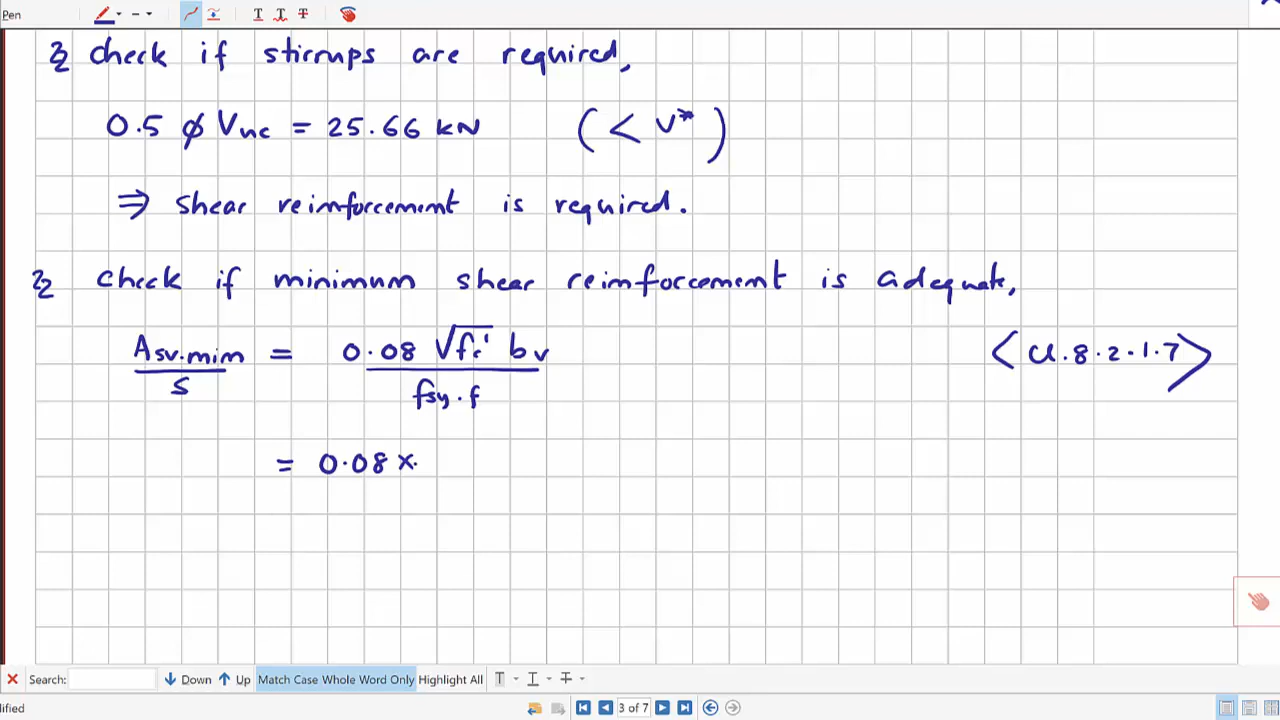 Pen
T T T
⇒ check if stirrups are required,
0.5 φ Vuc = 25.66 kN (< V*)
⇒ shear reinforcement is required.
⇒ check if minimum shear reinforcement is adequate,
Asv.min / s = 0.08 √fc' bv / fsy.f <Cl.8.2.1.7>
= 0.08 ×
Search: Down Up Match Case Whole Word Only Highlight All T T T
ified 3 of 7